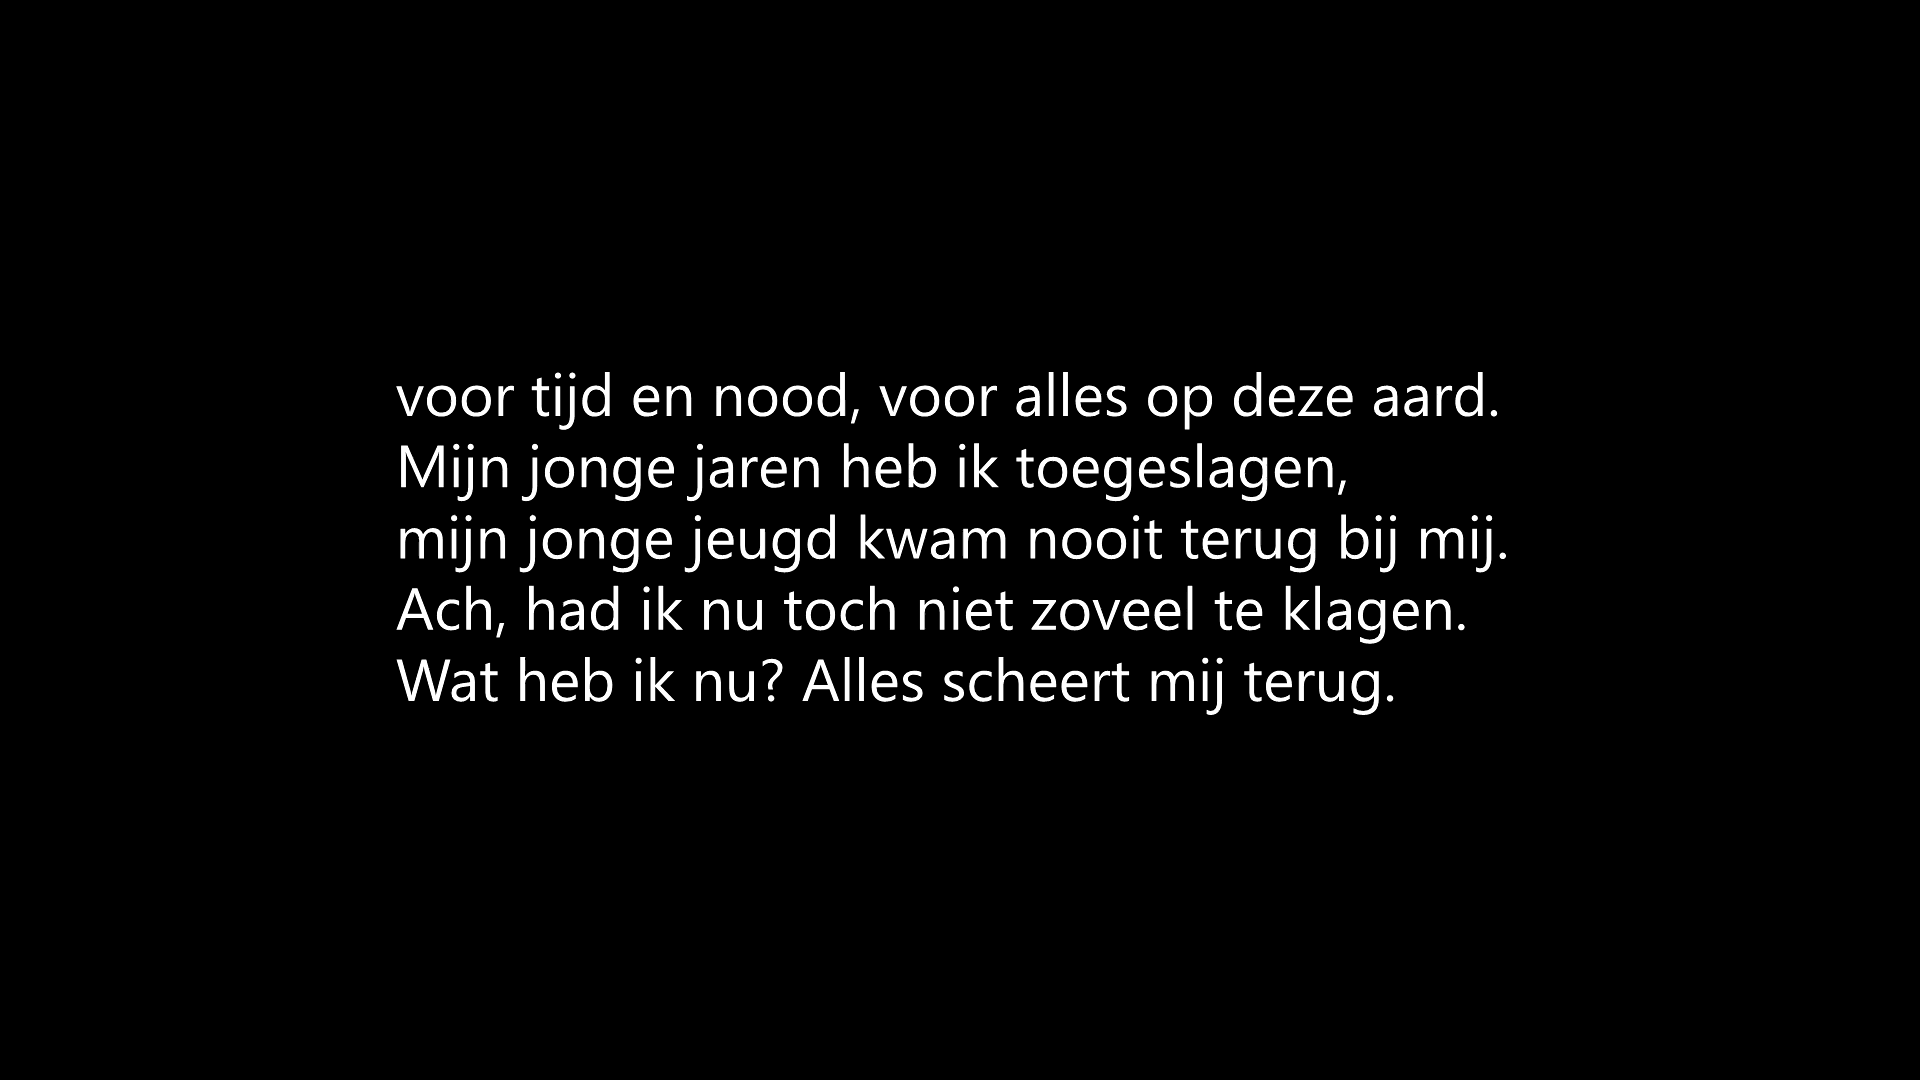 voor tijd en nood, voor alles op deze aard.
Mijn jonge jaren heb ik toegeslagen,
mijn jonge jeugd kwam nooit terug bij mij.
Ach, had ik nu toch niet zoveel te klagen.
Wat heb ik nu? Alles scheert mij terug.